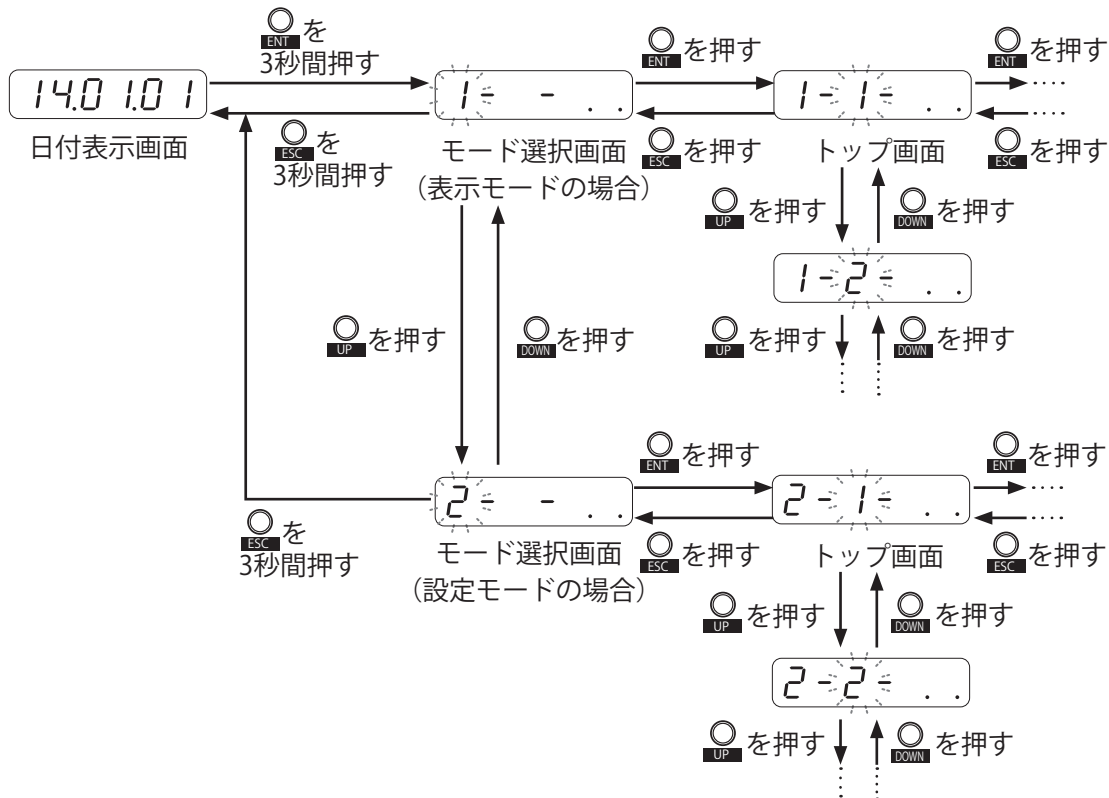 ENT を
3秒間押す
ENT を押す
ENT を押す
14.01.01
1- - . .
1-1- . .
....
....
日付表示画面
ESC を
3秒間押す
モード選択画面
(表示モードの場合)
ESC を押す
トップ画面
ESC を押す
UP を押す
DOWN を押す
1-2- . .
UP を押す
DOWN を押す
UP を押す
DOWN を押す
ENT を押す
ENT を押す
2- - . .
2-1- . .
....
....
ESC を
3秒間押す
モード選択画面
(設定モードの場合)
ESC を押す
トップ画面
ESC を押す
UP を押す
DOWN を押す
2-2- . .
UP を押す
DOWN を押す